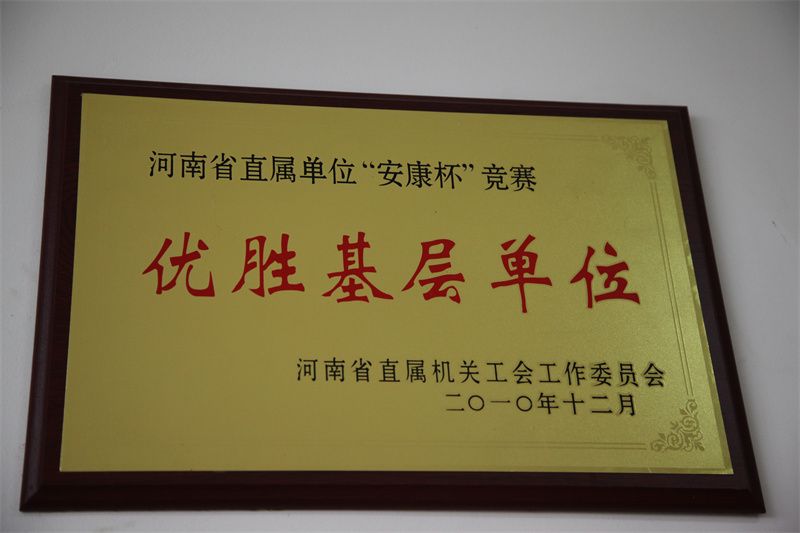 河南省直属单位“安康杯”竞赛
优胜基层单位
河南省直属机关工会工作委员会
二〇一〇年十二月